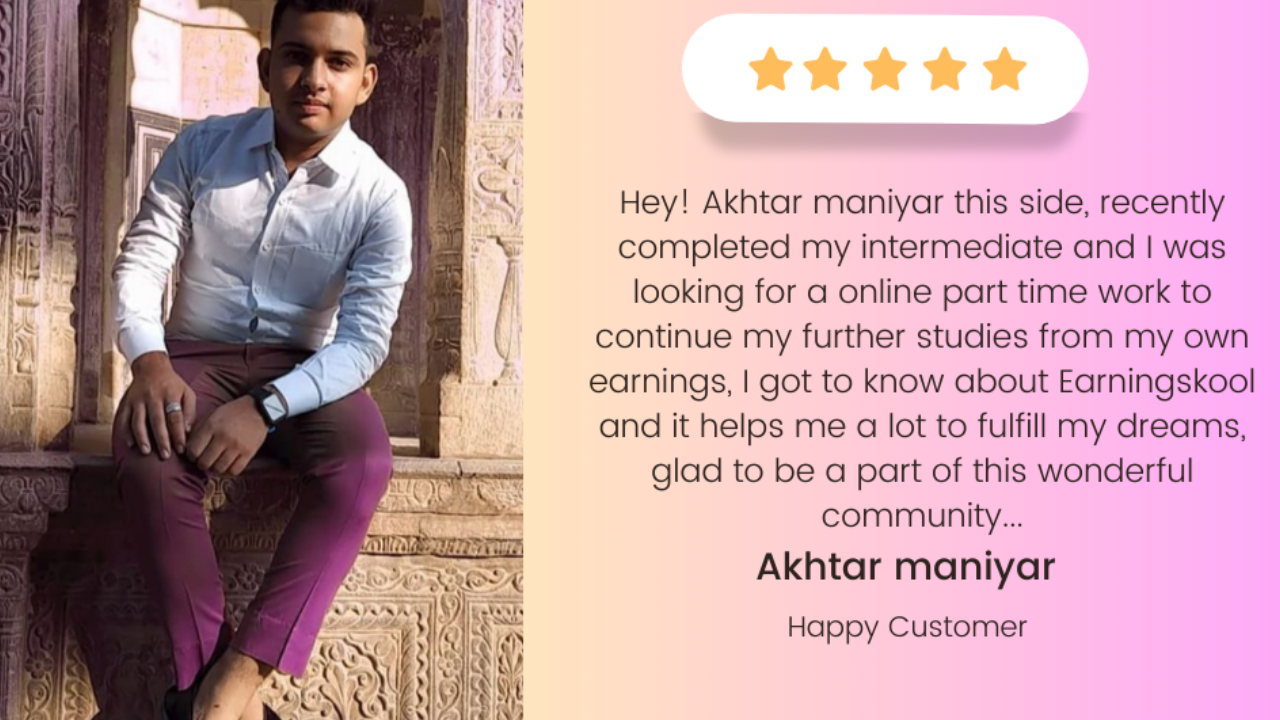 Hey! Akhtar maniyar this side, recently
completed my intermediate and I was
looking for a online part time work to
continue my further studies from my own
earnings, I got to know about Earningskool
and it helps me a lot to fulfill my dreams,
glad to be a part of this wonderful
community...
Akhtar maniyar
Happy Customer